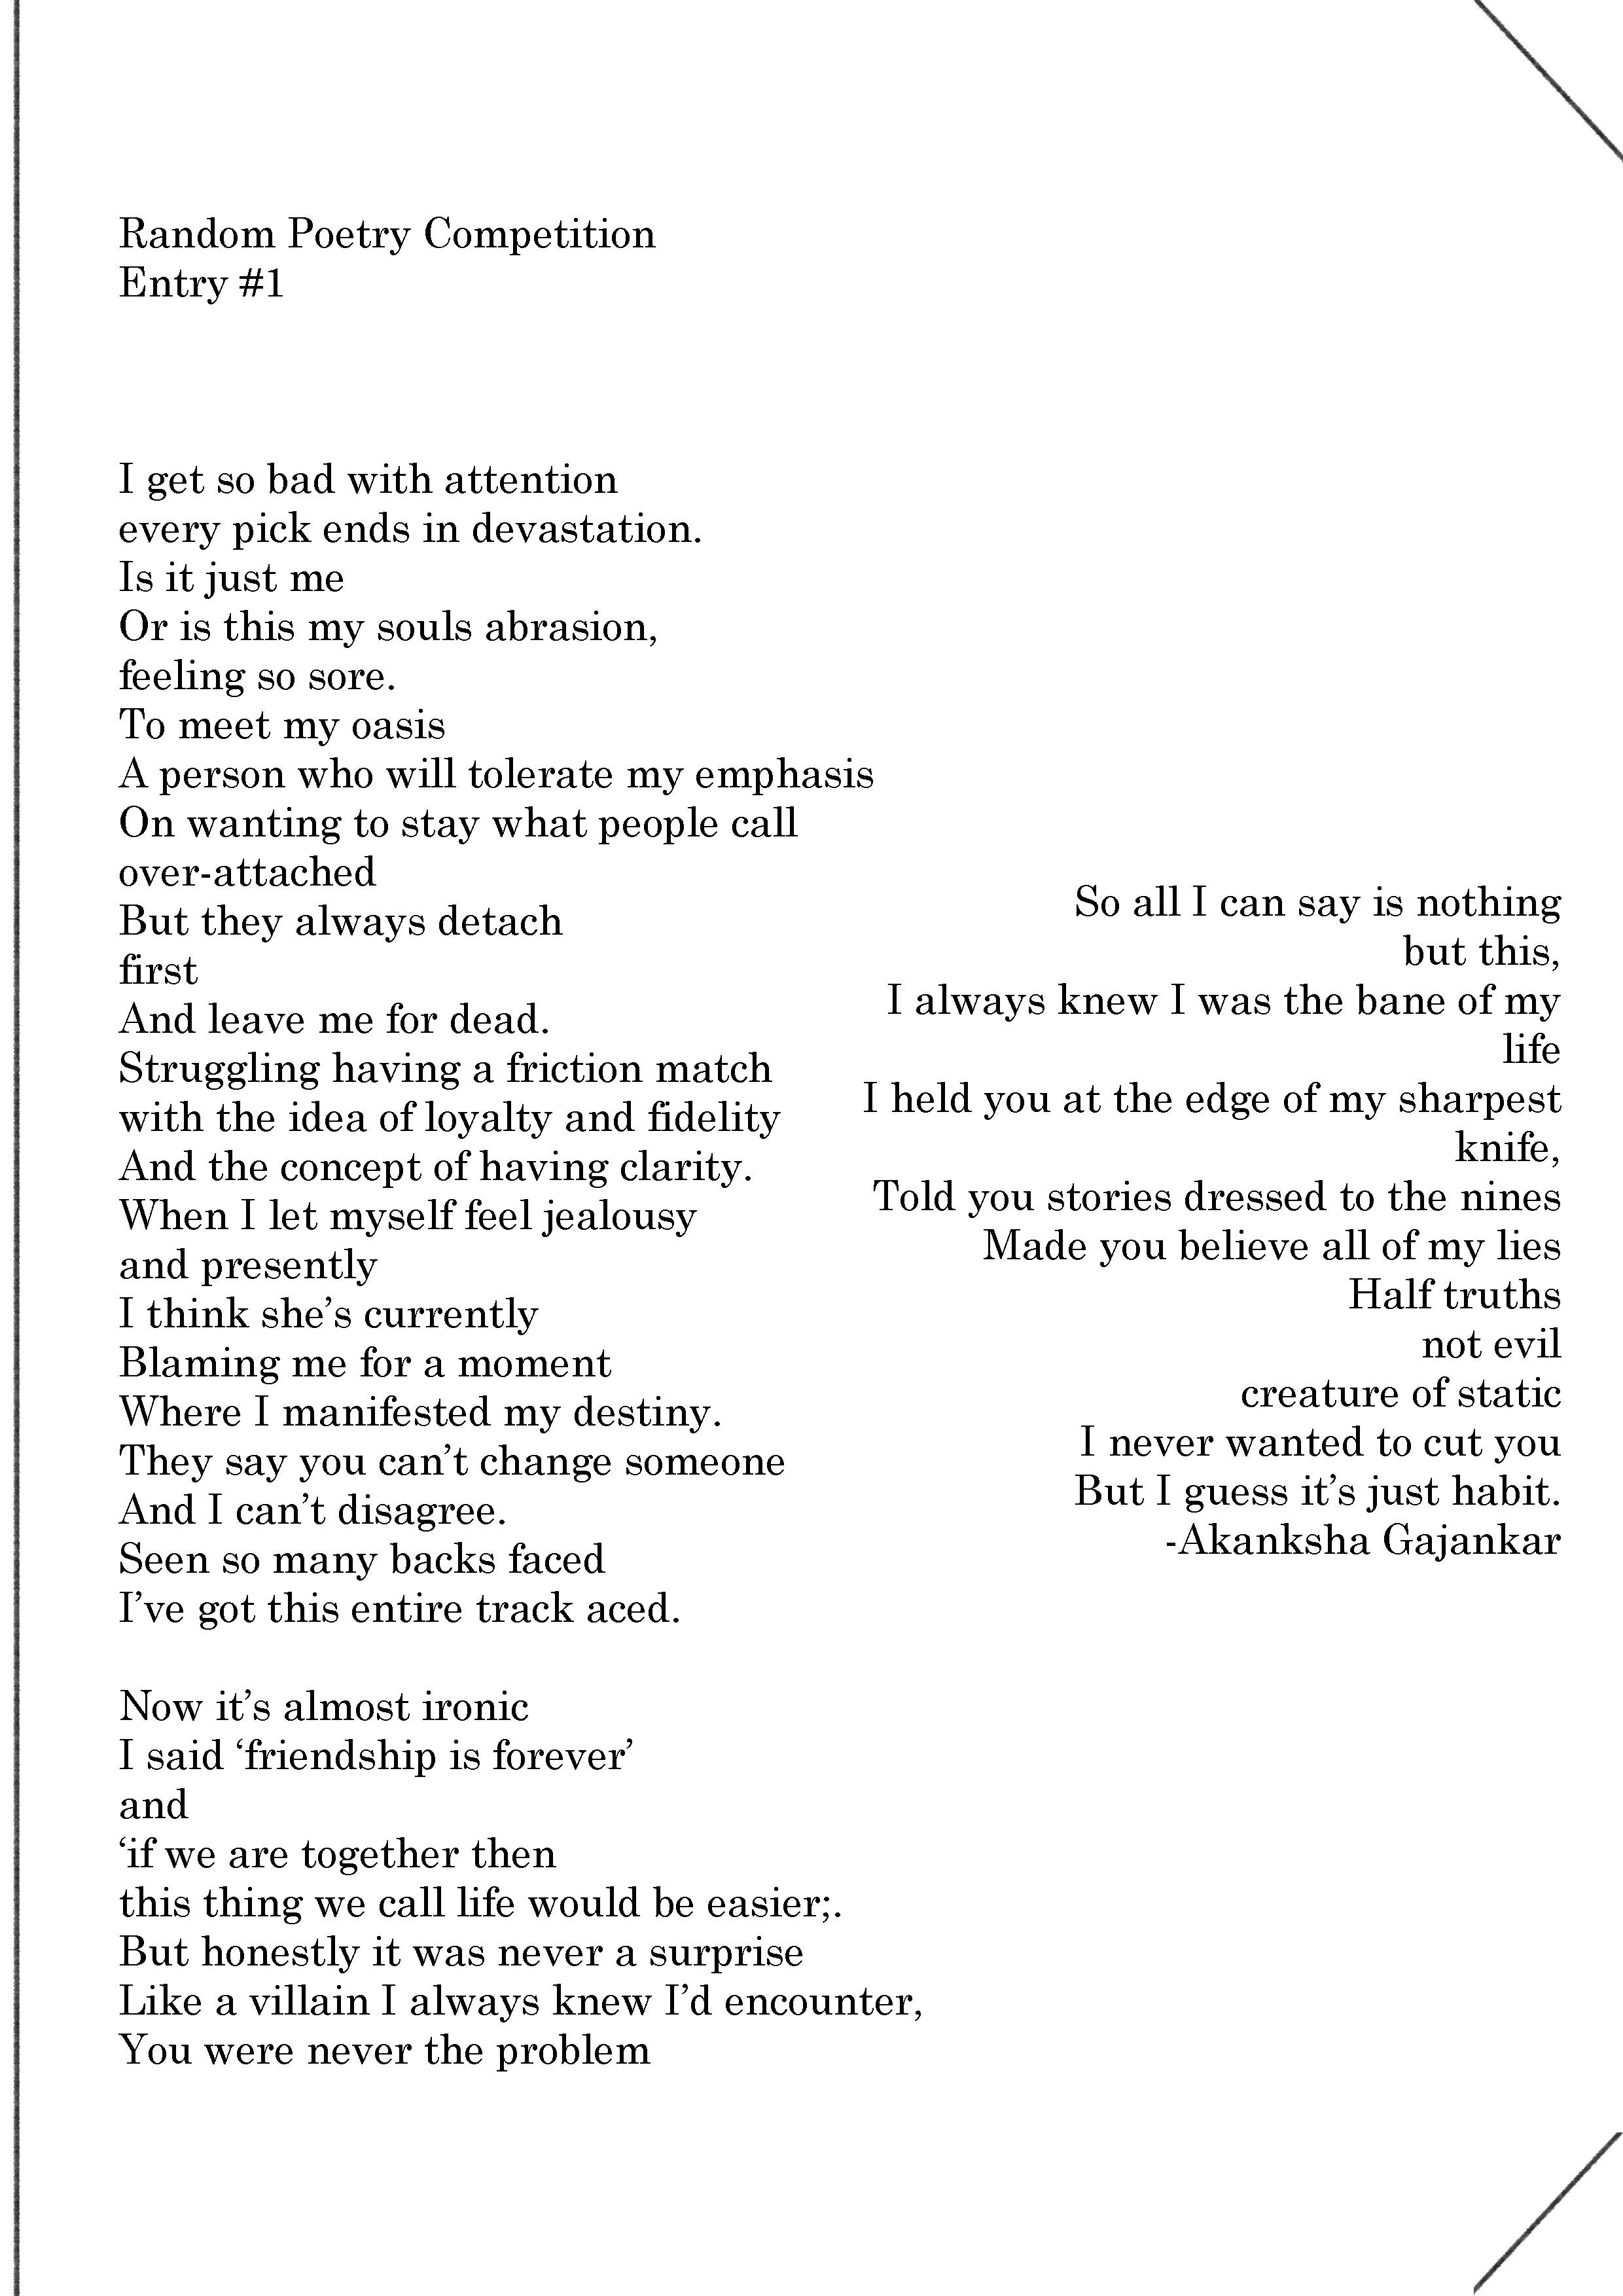 Random Poetry Competition
Entry #1
I get so bad with attention
every pick ends in devastation.
Is it just me
Or is this my souls abrasion,
feeling so sore.
To meet my oasis
A person who will tolerate my emphasis
On wanting to stay what people call
over-attached
But they always detach
first
And leave me for dead.
Struggling having a friction match
with the idea of loyalty and fidelity
And the concept of having clarity.
When I let myself feel jealousy
and presently
I think she’s currently
Blaming me for a moment
Where I manifested my destiny.
They say you can’t change someone
And I can’t disagree.
Seen so many backs faced
I’ve got this entire track aced.
Now it’s almost ironic
I said ‘friendship is forever’
and
‘if we are together then
this thing we call life would be easier;.
But honestly it was never a surprise
Like a villain I always knew I’d encounter,
You were never the problem
So all I can say is nothing
but this,
I always knew I was the bane of my
life
I held you at the edge of my sharpest
knife,
Told you stories dressed to the nines
Made you believe all of my lies
Half truths
not evil
creature of static
I never wanted to cut you
But I guess it’s just habit.
-Akanksha Gajankar